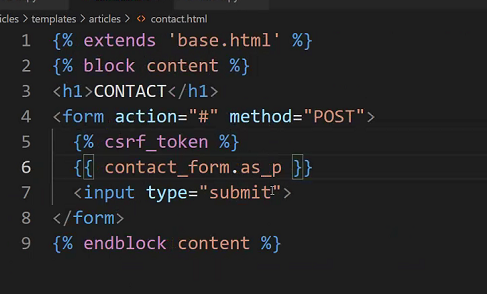 icles > templates > articles > <> contact.html
1 {% extends 'base.html' %}
2 {% block content %}
3 <h1>CONTACT</h1>
4 <form action="#" method="POST">
5   {% csrf_token %}
6   {{ contact_form.as_p }}
7   <input type="submit">
8 </form>
9 {% endblock content %}